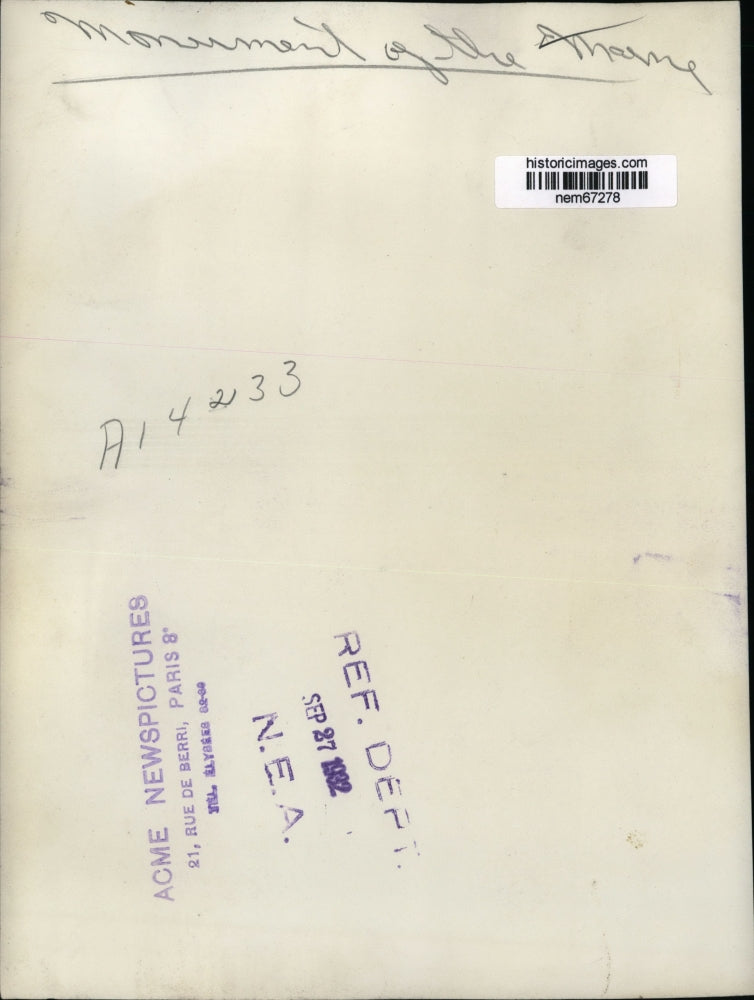 Monument of the Marne
historicimages.com
nem67278
A14233
ACME NEWSPICTURES
21, RUE DE BERRI, PARIS 8e
ELYSEES
REF. DEPT.
SEP 27 1932
N.E.A.